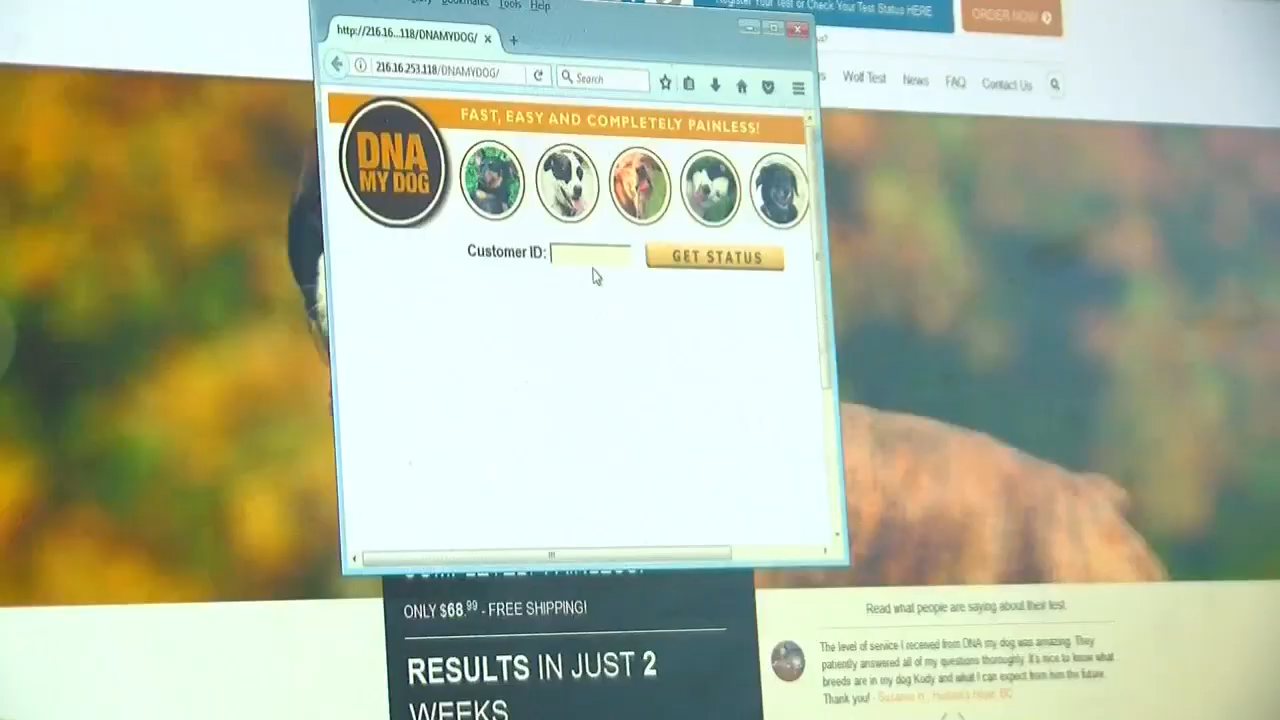 Bookmarks Tools Help
Register Your Test or Check Your Test Status HERE
ORDER NOW
http://216.16...118/DNAMYDOG/
216.16.253.118/DNAMYDOG/
Search
Wolf Test News FAQ Contact Us
FAST, EASY AND COMPLETELY PAINLESS!
DNA
MY DOG
Customer ID:
GET STATUS
ONLY $68.99 - FREE SHIPPING!
RESULTS IN JUST 2
WEEKS
Read what people are saying about their test.
The level of service I received from DNA my dog was amazing. They
patiently answered all of my questions thoroughly. It's nice to know what
breeds are in my dog Kody and what I can expect from him the future.
Thank you! -